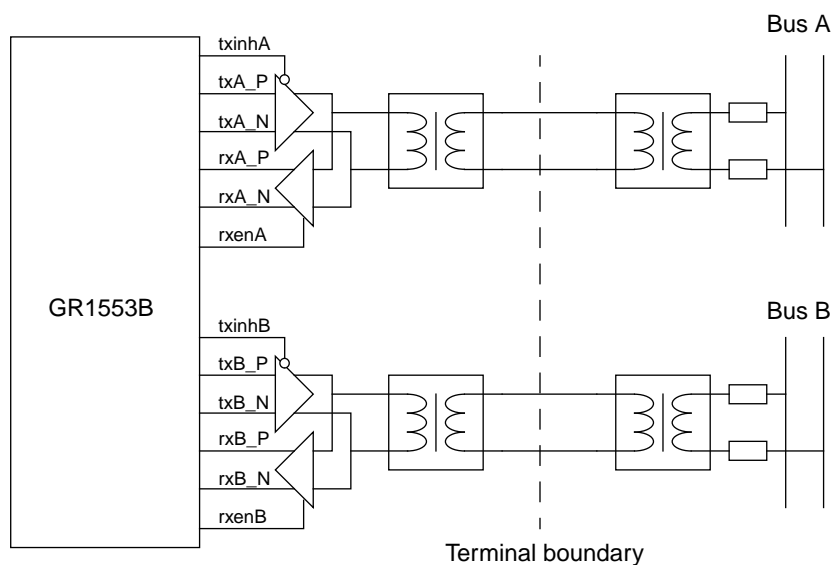 Bus A
txinhA
txA_P
txA_N
rxA_P
rxA_N
rxenA
GR1553B
Bus B
txinhB
txB_P
txB_N
rxB_P
rxB_N
rxenB
Terminal boundary